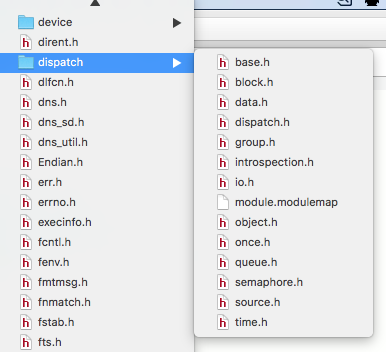 device
dirent.h
dispatch
dlfcn.h
dns.h
dns_sd.h
dns_util.h
Endian.h
err.h
errno.h
execinfo.h
fcntl.h
fenv.h
fmtmsg.h
fnmatch.h
fstab.h
fts.h
base.h
block.h
data.h
dispatch.h
group.h
introspection.h
io.h
module.modulemap
object.h
once.h
queue.h
semaphore.h
source.h
time.h